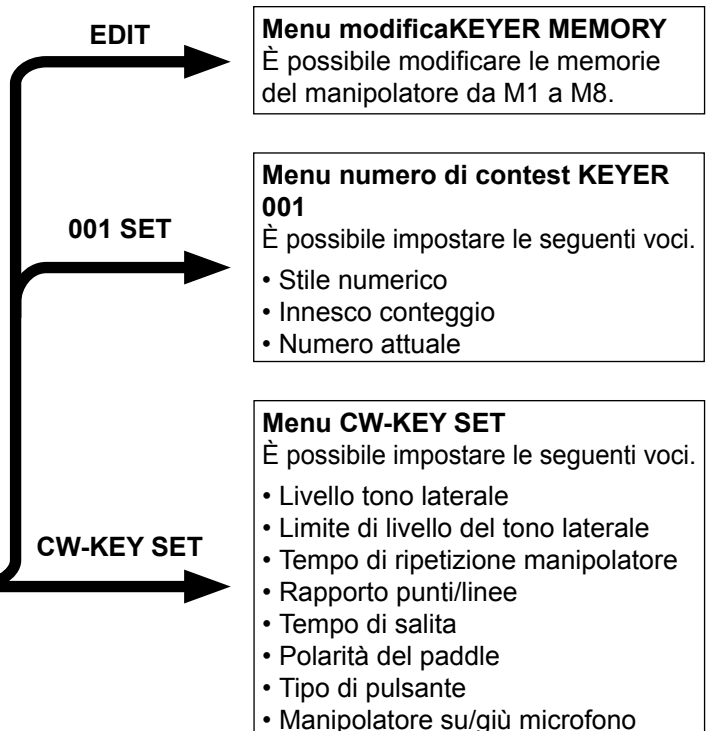 EDIT
Menu modificaKEYER MEMORY
È possibile modificare le memorie
del manipolatore da M1 a M8.
001 SET
Menu numero di contest KEYER
001
È possibile impostare le seguenti voci.
• Stile numerico
• Innesco conteggio
• Numero attuale
CW-KEY SET
Menu CW-KEY SET
È possibile impostare le seguenti voci.
• Livello tono laterale
• Limite di livello del tono laterale
• Tempo di ripetizione manipolatore
• Rapporto punti/linee
• Tempo di salita
• Polarità del paddle
• Tipo di pulsante
• Manipolatore su/giù microfono